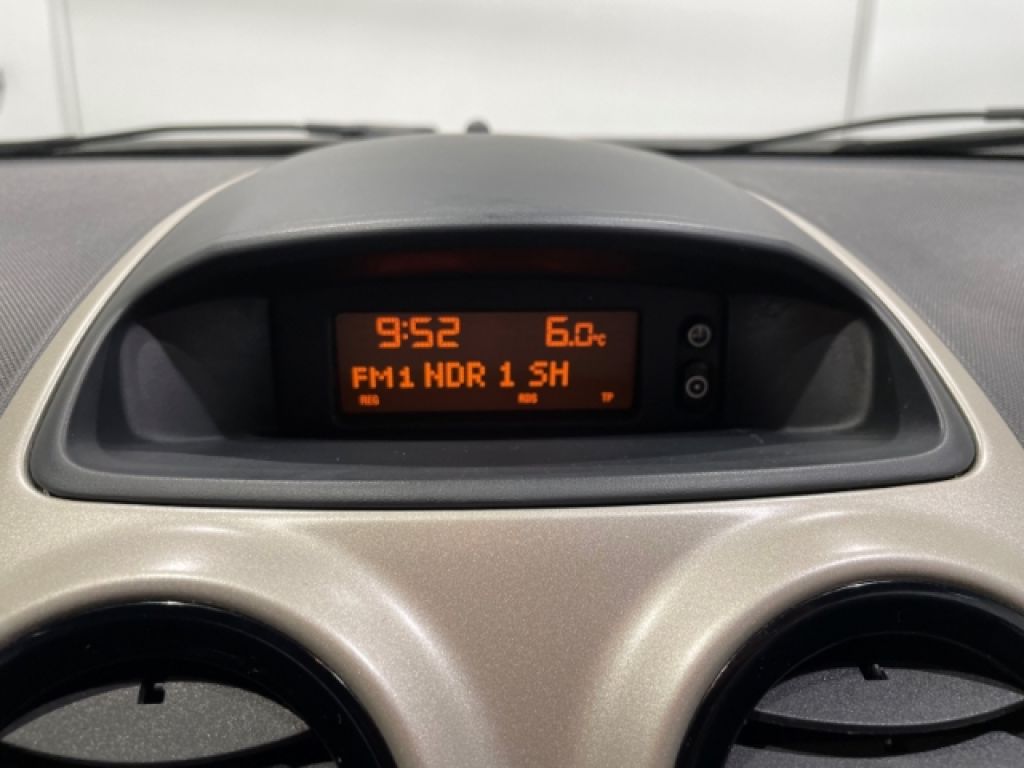 9:52 6.0°C
FM1 NDR 1 SH
REG RDS TP